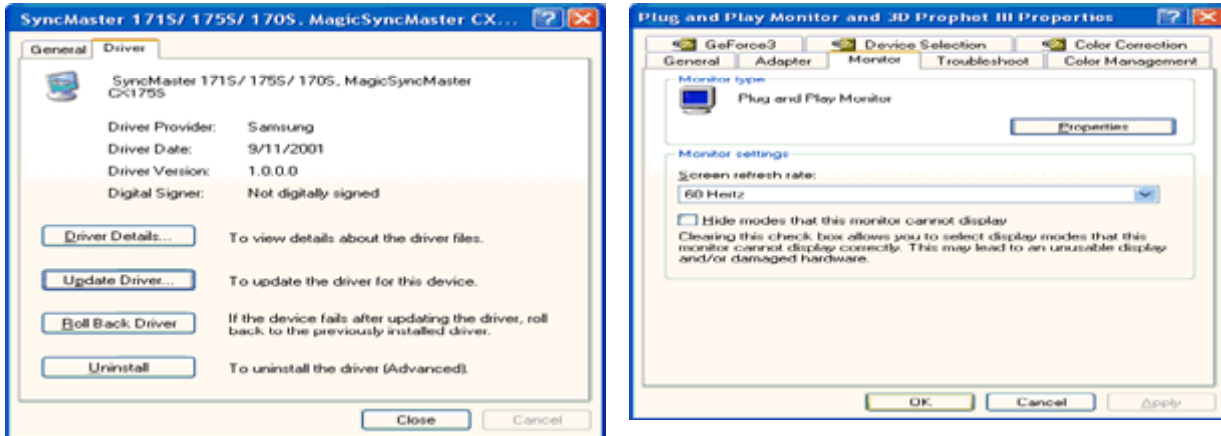 SyncMaster 171S/ 175S/ 170S, MagicSyncMaster CX...
General Driver
SyncMaster 171S/ 175S/ 170S, MagicSyncMaster
CX175S
Driver Provider: Samsung
Driver Date: 9/11/2001
Driver Version: 1.0.0.0
Digital Signer: Not digitally signed
Driver Details... To view details about the driver files.
Update Driver... To update the driver for this device.
Roll Back Driver If the device fails after updating the driver, roll
back to the previously installed driver.
Uninstall To uninstall the driver (Advanced).
Close Cancel
Plug and Play Monitor and 3D Prophet III Properties
GeForce3 Device Selection Color Correction
General Adapter Monitor Troubleshoot Color Management
Monitor type
Plug and Play Monitor
Properties
Monitor settings
Screen refresh rate:
60 Hertz
Hide modes that this monitor cannot display
Clearing this check box allows you to select display modes that this
monitor cannot display correctly. This may lead to an unusable display
and/or damaged hardware.
OK Cancel Apply